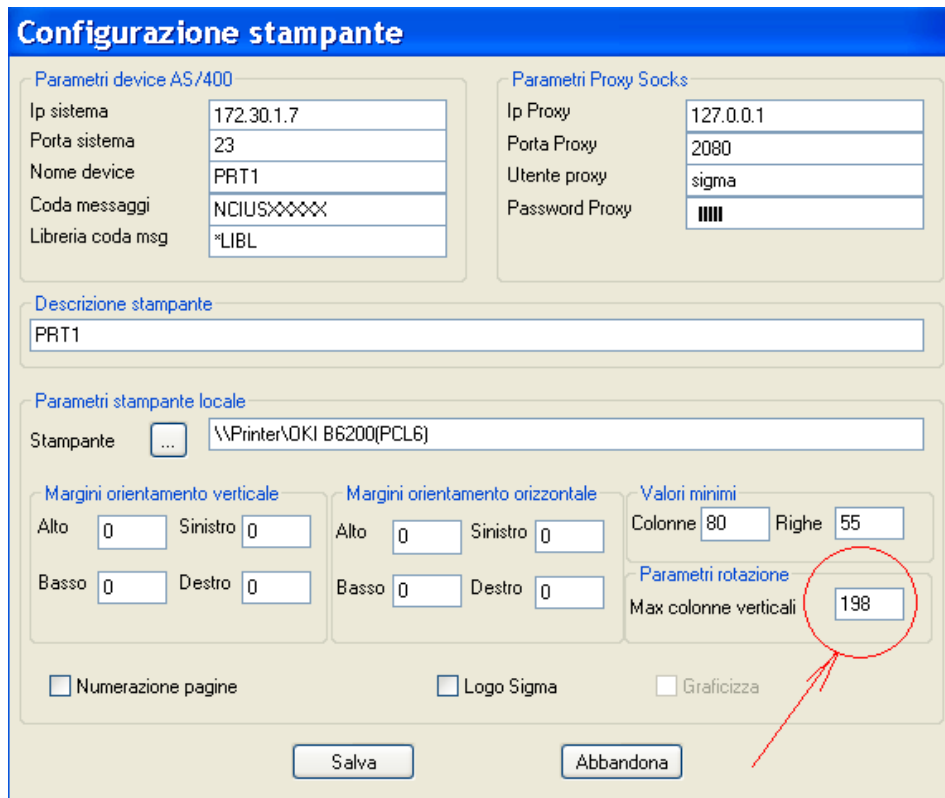 Configurazione stampante
Parametri device AS/400
Ip sistema 172.30.1.7
Porta sistema 23
Nome device PRT1
Coda messaggi NCIUSXXXXX
Libreria coda msg *LIBL
Parametri Proxy Socks
Ip Proxy 127.0.0.1
Porta Proxy 2080
Utente proxy sigma
Password Proxy
Descrizione stampante
PRT1
Parametri stampante locale
Stampante ... \\Printer\OKI B6200(PCL6)
Margini orientamento verticale
Alto 0 Sinistro 0
Basso 0 Destro 0
Margini orientamento orizzontale
Alto 0 Sinistro 0
Basso 0 Destro 0
Valori minimi
Colonne 80 Righe 55
Parametri rotazione
Max colonne verticali 198
Numerazione pagine Logo Sigma Graficizza
Salva Abbandona